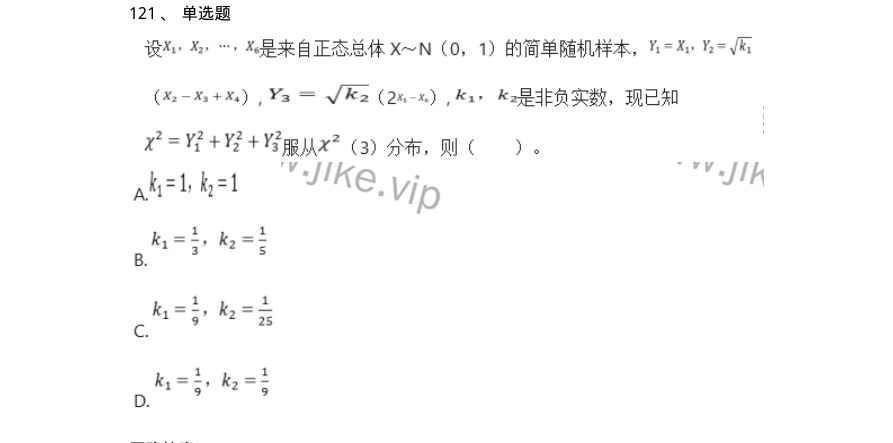 121 、 单选题
设X₁，X₂，…，X₆是来自正态总体 X～N（0，1）的简单随机样本，Y₁ = X₁，Y₂ = √k₁
（X₂ − X₃ + X₄）, Y₃ = √k₂（2X₅ − X₆）, k₁，k₂是非负实数，现已知
χ² = Y₁² + Y₂² + Y₃²服从χ²（3）分布，则（　　）。
A. k₁ = 1, k₂ = 1
B. k₁ = 1/3，k₂ = 1/5
C. k₁ = 1/9，k₂ = 1/25
D. k₁ = 1/9，k₂ = 1/9